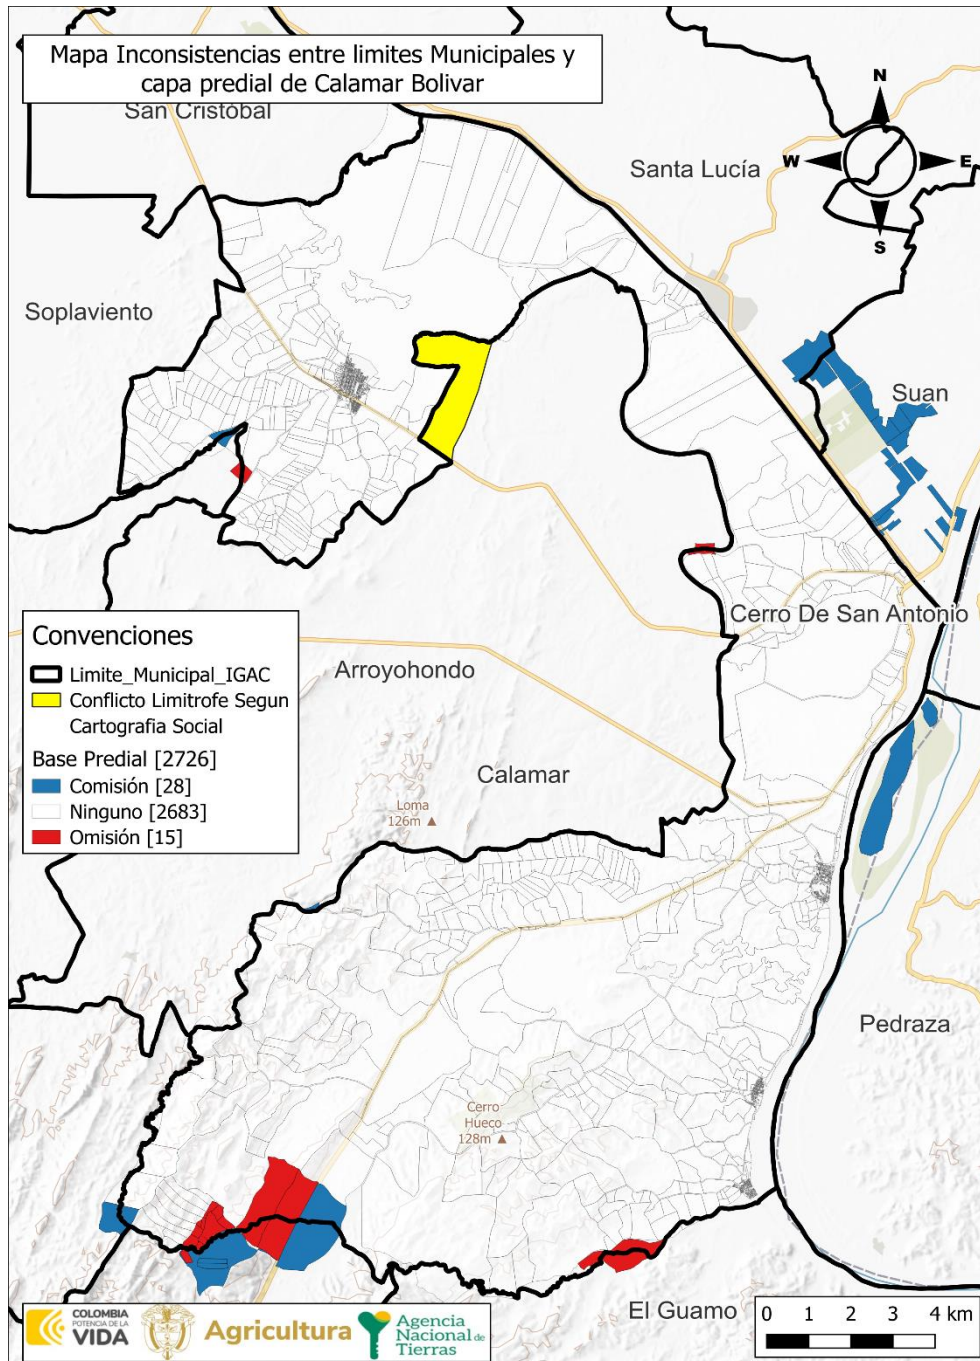 Mapa Inconsistencias entre limites Municipales y
capa predial de Calamar Bolivar
San Cristóbal
N
W
E
S
Santa Lucía
Soplaviento
Suan
Cerro De San Antonio
Convenciones
Limite_Municipal_IGAC
Conflicto Limitrofe Segun
Cartografia Social
Base Predial [2726]
Comisión [28]
Ninguno [2683]
Omisión [15]
Arroyohondo
Calamar
Loma
126m
Pedraza
Cerro
Hueco
128m
El Guamo
COLOMBIA
POTENCIA DE LA
VIDA
Agricultura
Agencia
Nacional de
Tierras
0 1 2 3 4 km